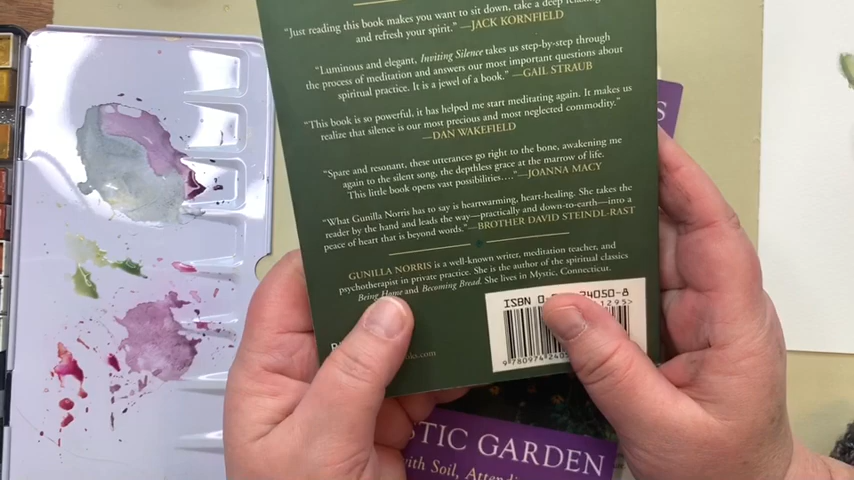 "Just reading this book makes you want to sit down, take a deep
and refresh your spirit." —JACK KORNFIELD
"Luminous and elegant, Inviting Silence takes us step-by-step through
the process of meditation and answers our most important questions about
spiritual practice. It is a jewel of a book." —GAIL STRAUB
"This book is so powerful, it has helped me start meditating again. It makes us
realize that silence is our most precious and most neglected commodity."
—DAN WAKEFIELD
"Spare and resonant, these utterances go right to the bone, awakening me
again to the silent song, the depthless grace at the marrow of life.
This little book opens vast possibilities...." —JOANNA MACY
"What Gunilla Norris has to say is heartwarming, heart-healing. She takes the
reader by the hand and leads the way—practically and down-to-earth—into a
peace of heart that is beyond words." —BROTHER DAVID STEINDL-RAST
GUNILLA NORRIS is a well-known writer, meditation teacher, and
psychotherapist in private practice. She is the author of the spiritual classics
Being Home and Becoming Bread. She lives in Mystic, Connecticut.
ISBN 0- 24050-8
1295>
9 780974 240
ks.com
STIC GARDEN
with Soil, Attend
S